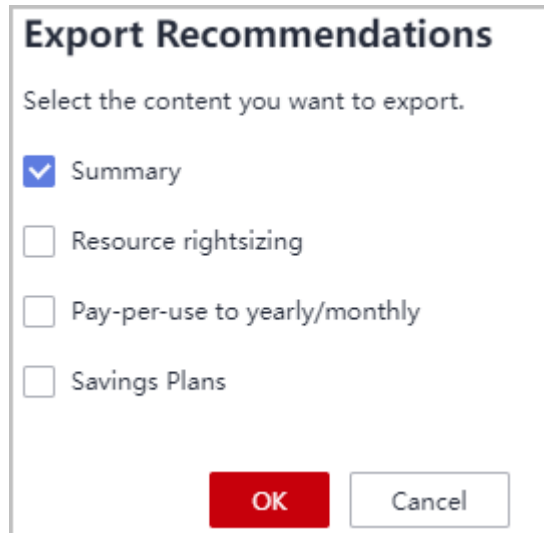 Export Recommendations
Select the content you want to export.
Summary
Resource rightsizing
Pay-per-use to yearly/monthly
Savings Plans
OK Cancel